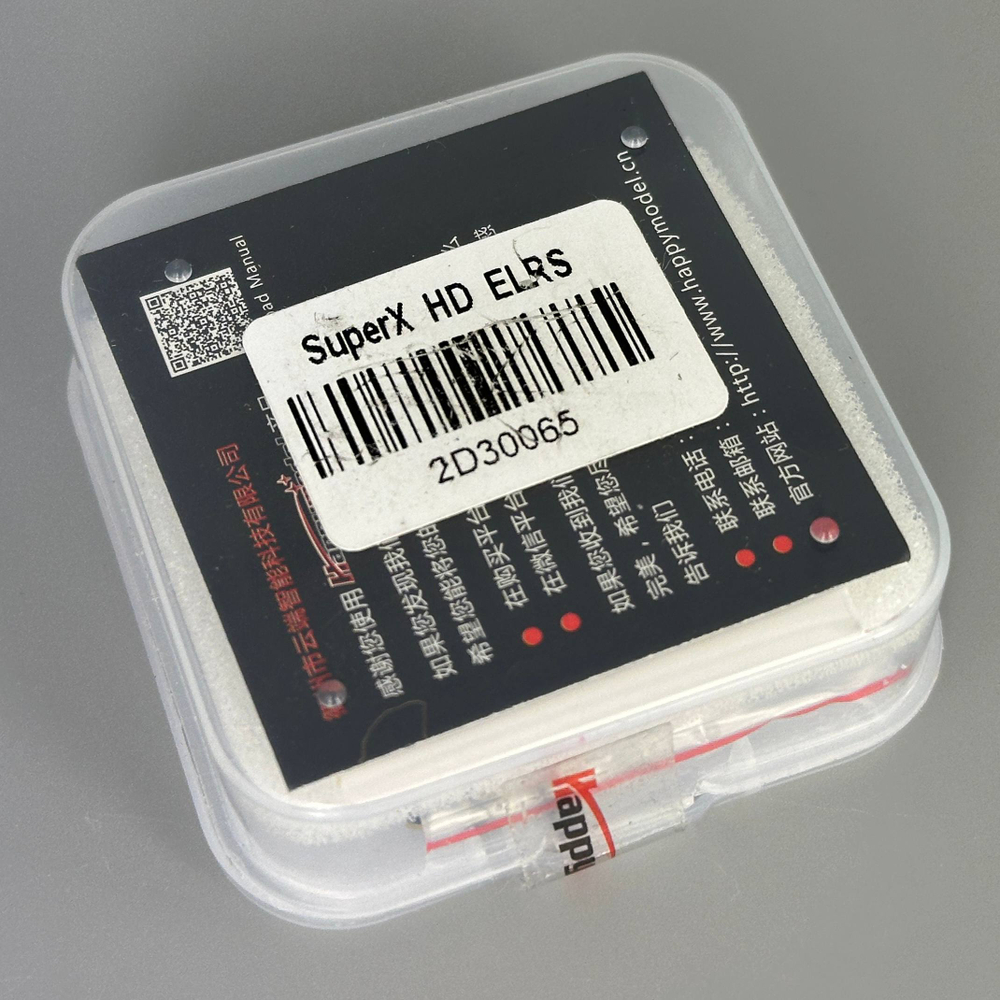 SuperX HD ELRS
2D30065
ad Manual
州市云端智能科技有限公司
感谢您使用
如果您发现我
希望您能将您
在购买平台
在微信平台
如果您收到我们
完美，希望您
告诉我们
联系电话：
联系邮箱：
官方网站：http://www.happymodel.cn
Happy